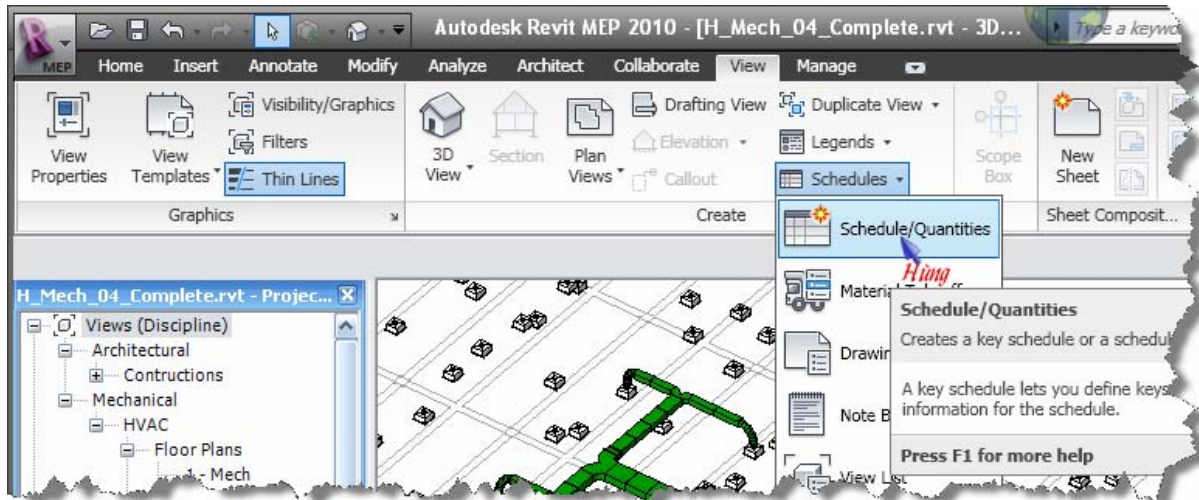 Autodesk Revit MEP 2010 - [H_Mech_04_Complete.rvt - 3D...
Type a keywo
MEP
Home Insert Annotate Modify Analyze Architect Collaborate View Manage
View Properties
View Templates
Visibility/Graphics
Filters
Thin Lines
Graphics
3D View
Section
Plan Views
Drafting View
Elevation
Callout
Duplicate View
Legends
Schedules
Scope Box
Create
New Sheet
Sheet Composit...
Schedule/Quantities
Hùng
Material
Drawin
Note B
View List
Schedule/Quantities
Creates a key schedule or a schedul
A key schedule lets you define keys
information for the schedule.
Press F1 for more help
H_Mech_04_Complete.rvt - Projec...
Views (Discipline)
Architectural
Contructions
Mechanical
HVAC
Floor Plans
1 - Mech